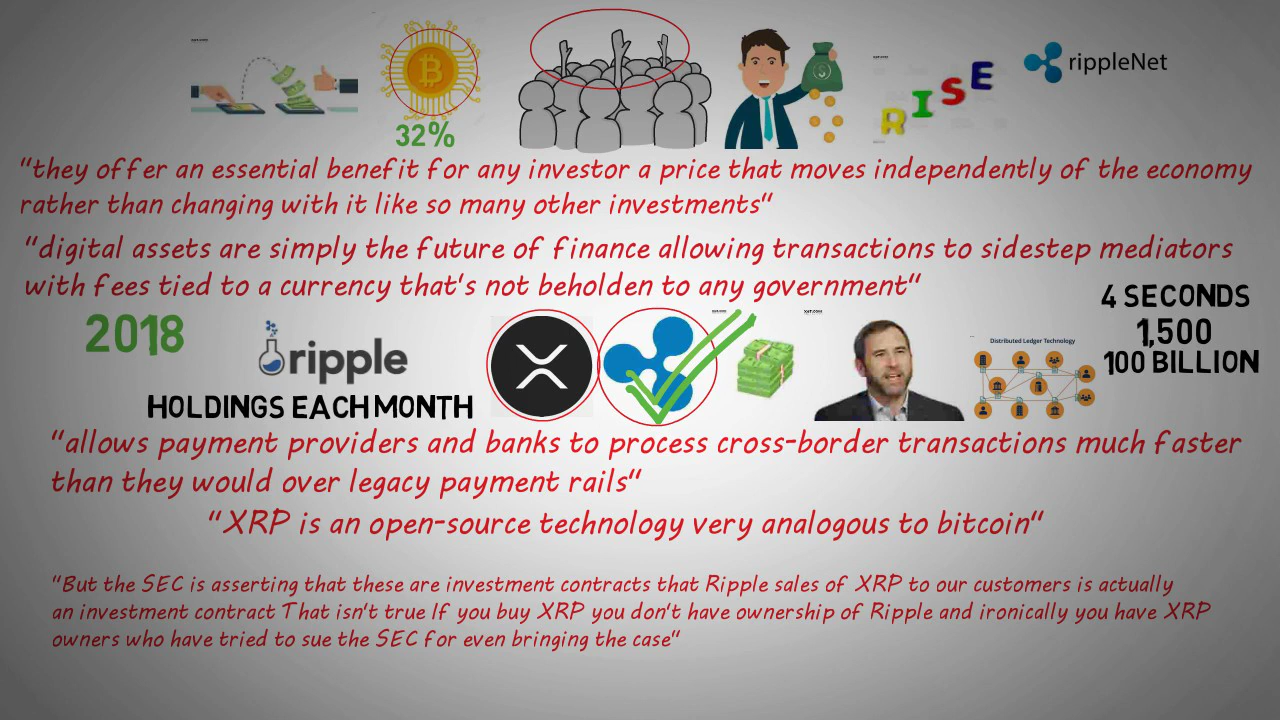 32%
RISE
rippleNet
"they offer an essential benefit for any investor a price that moves independently of the economy
rather than changing with it like so many other investments"
"digital assets are simply the future of finance allowing transactions to sidestep mediators
with fees tied to a currency that's not beholden to any government"
4 SECONDS
1,500
100 BILLION
2018
ripple
Distributed Ledger Technology
HOLDINGS EACH MONTH
"allows payment providers and banks to process cross-border transactions much faster
than they would over legacy payment rails"
"XRP is an open-source technology very analogous to bitcoin"
"But the SEC is asserting that these are investment contracts that Ripple sales of XRP to our customers is actually
an investment contract That isn't true If you buy XRP you don't have ownership of Ripple and ironically you have XRP
owners who have tried to sue the SEC for even bringing the case"